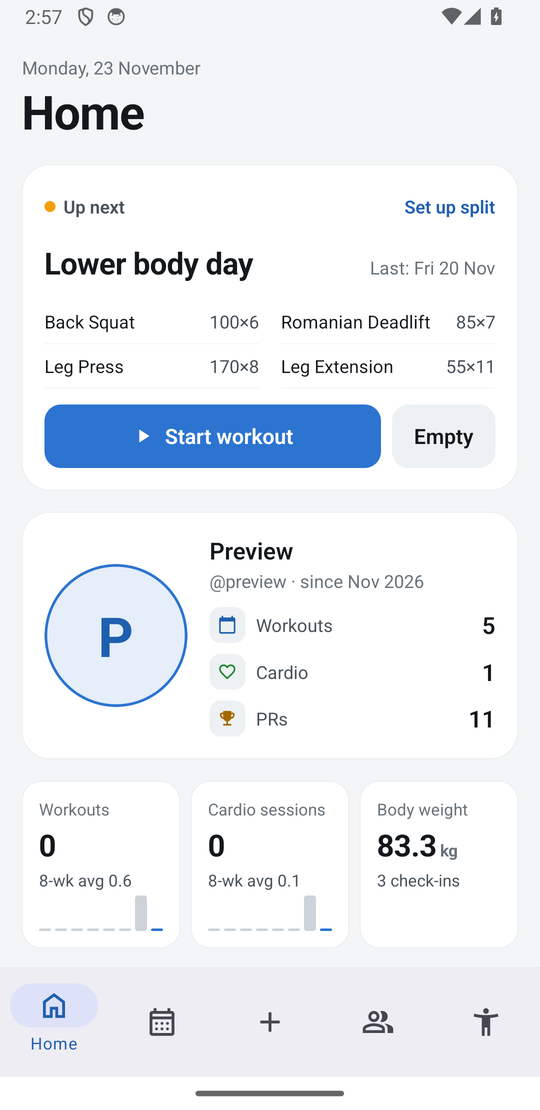 2:57
Monday, 23 November
Home
Up next
Set up split
Lower body day
Last: Fri 20 Nov
Back Squat 100×6
Romanian Deadlift 85×7
Leg Press 170×8
Leg Extension 55×11
Start workout
Empty
P
Preview
@preview · since Nov 2026
Workouts 5
Cardio 1
PRs 11
Workouts
0
8-wk avg 0.6
Cardio sessions
0
8-wk avg 0.1
Body weight
83.3 kg
3 check-ins
Home